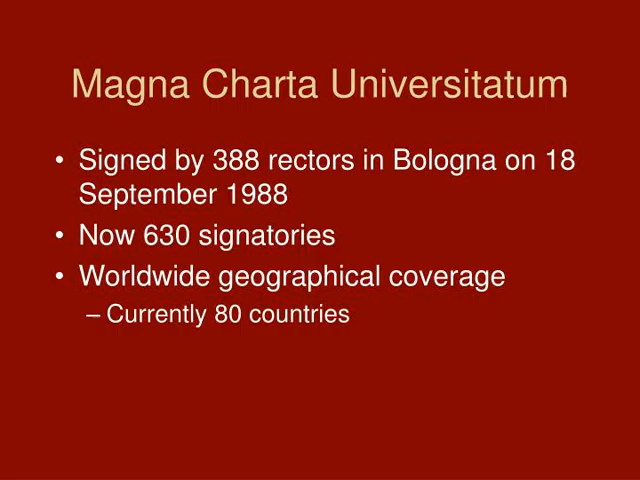 Magna Charta Universitatum
• Signed by 388 rectors in Bologna on 18
September 1988
• Now 630 signatories
• Worldwide geographical coverage
– Currently 80 countries